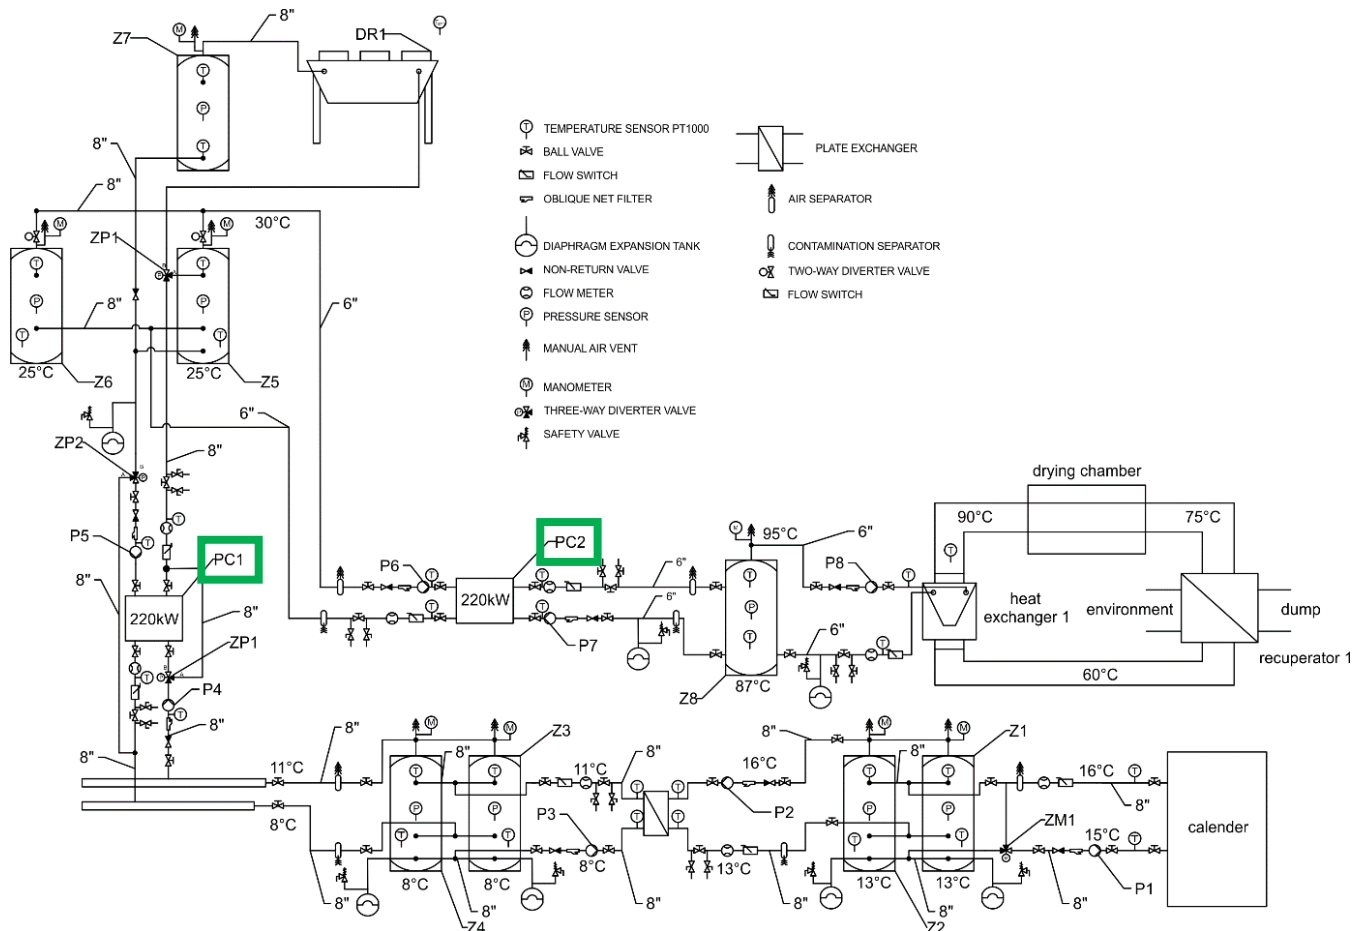 8"
DR1
Z7
M
T
P
T
8"
8"
30°C
ZP1
M
M
T
P
T
T
P
T
8"
6"
25°C
Z6
25°C
Z5
6"
ZP2
8"
P5
PC1
8"
220kW
8"
ZP1
P4
8"
8"
TEMPERATURE SENSOR PT1000
BALL VALVE
FLOW SWITCH
OBLIQUE NET FILTER
DIAPHRAGM EXPANSION TANK
NON-RETURN VALVE
FLOW METER
PRESSURE SENSOR
MANUAL AIR VENT
MANOMETER
THREE-WAY DIVERTER VALVE
SAFETY VALVE
PLATE EXCHANGER
AIR SEPARATOR
CONTAMINATION SEPARATOR
TWO-WAY DIVERTER VALVE
FLOW SWITCH
P6
220kW
PC2
6"
6"
P7
95°C
6"
P8
T
P
T
Z8
87°C
6"
drying chamber
90°C
75°C
heat
exchanger 1
environment
dump
recuperator 1
60°C
11°C
8"
8°C
8"
M
M
Z3
8"
8"
8°C
8°C
8"
Z4
11°C
8"
P3
8°C
8"
16°C
P2
8"
13°C
8"
M
M
Z1
8"
13°C
13°C
8"
Z2
16°C
8"
ZM1
15°C
8"
P1
calender